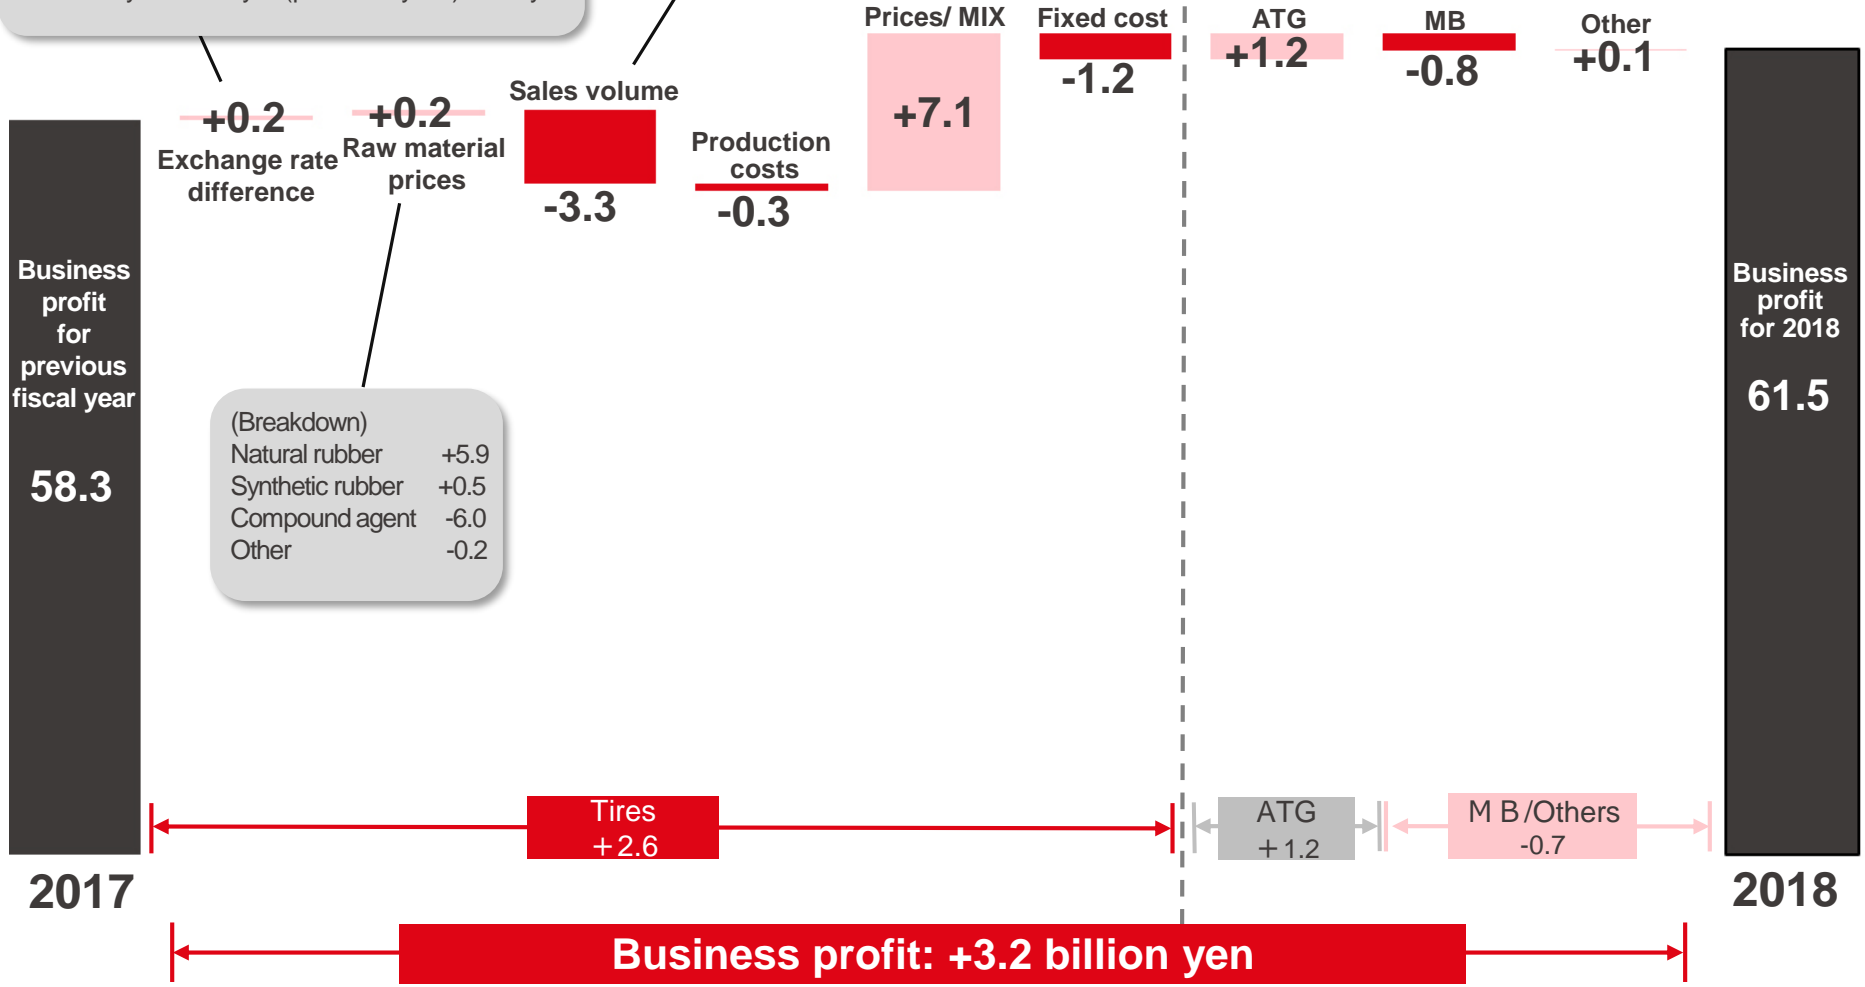 Prices/ MIX
Fixed cost
ATG
MB
Other
+1.2
-0.8
+0.1
-1.2
+7.1
Sales volume
+0.2
+0.2
Exchange rate
difference
Raw material
prices
Production
costs
-3.3
-0.3
Business
profit
for
previous
fiscal year
58.3
(Breakdown)
Natural rubber +5.9
Synthetic rubber +0.5
Compound agent -6.0
Other -0.2
Business
profit
for 2018
61.5
Tires
+2.6
ATG
+1.2
MB/Others
-0.7
2017
2018
Business profit: +3.2 billion yen